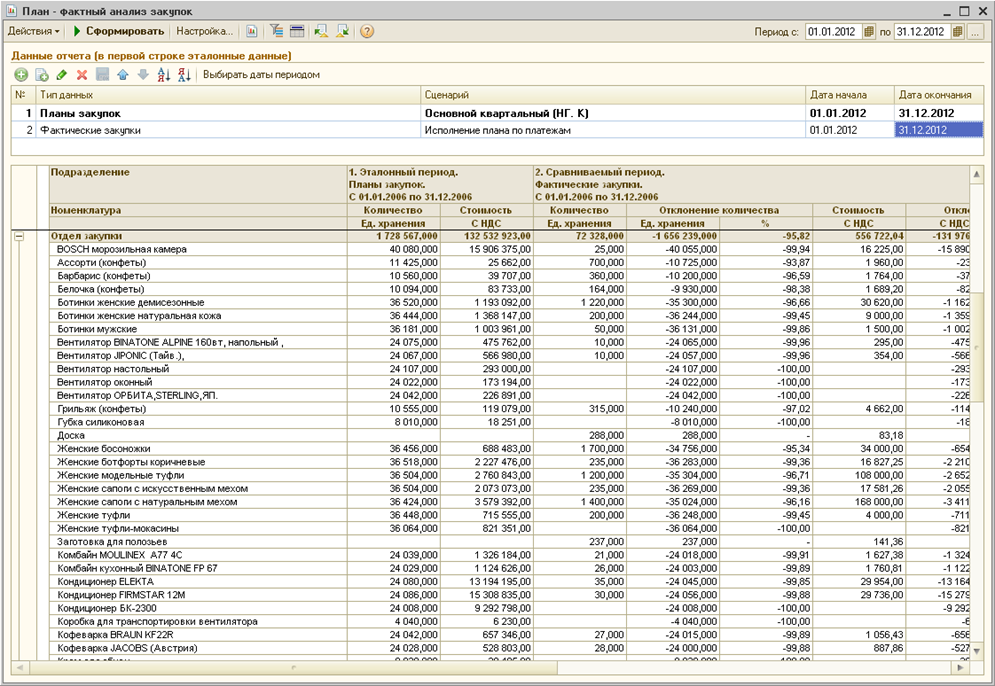 План - фактный анализ закупок
Действия Сформировать Настройка... Период с: 01.01.2012 по 31.12.2012 ...
Данные отчета (в первой строке эталонные данные)
Выбирать даты периодом
№ Тип данных Сценарий Дата начала Дата окончания
1 Планы закупок Основной квартальный (НГ. К) 01.01.2012 31.12.2012
2 Фактические закупки Исполнение плана по платежам 01.01.2012 31.12.2012
Подразделение 1. Эталонный период. 2. Сравниваемый период.
Планы закупок. Фактические закупки.
С 01.01.2006 по 31.12.2006 С 01.01.2006 по 31.12.2006
Номенклатура Количество Стоимость Количество Отклонение количества Стоимость Откло
Ед. хранения С НДС Ед. хранения Ед. хранения % С НДС С НДС
Отдел закупки 1 728 567,000 132 532 923,00 72 328,000 -1 656 239,000 -95,82 556 722,04 -131 976
BOSCH морозильная камера 40 080,000 15 906 375,00 25,000 -40 055,000 -99,94 16 225,00 -15 890
Ассорти (конфеты) 11 425,000 25 662,00 700,000 -10 725,000 -93,87 1 960,00 -23
Барбарис (конфеты) 10 560,000 39 707,00 360,000 -10 200,000 -96,59 1 764,00 -37
Белочка (конфеты) 10 094,000 83 733,00 164,000 -9 930,000 -98,38 1 689,20 -82
Ботинки женские демисезонные 36 520,000 1 193 092,00 1 220,000 -35 300,000 -96,66 30 620,00 -1 162
Ботинки женские натуральная кожа 36 444,000 1 368 147,00 200,000 -36 244,000 -99,45 9 000,00 -1 359
Ботинки мужские 36 181,000 1 003 961,00 50,000 -36 131,000 -99,86 1 500,00 -1 002
Вентилятор BINATONE ALPINE 160вт, напольный , 24 075,000 475 762,00 10,000 -24 065,000 -99,96 295,00 -475
Вентилятор JIPONIC (Тайв.), 24 067,000 566 980,00 10,000 -24 057,000 -99,96 354,00 -566
Вентилятор настольный 24 107,000 293 000,00 -24 107,000 -100,00 -293
Вентилятор оконный 24 022,000 173 194,00 -24 022,000 -100,00 -173
Вентилятор ОРБИТА,STERLING,ЯП. 24 042,000 226 891,00 -24 042,000 -100,00 -226
Грильяж (конфеты) 10 555,000 119 079,00 315,000 -10 240,000 -97,02 4 662,00 -114
Губка силиконовая 8 010,000 18 251,00 -8 010,000 -100,00 -18
Доска 288,000 288,000 - 83,18
Женские босоножки 36 456,000 688 483,00 1 700,000 -34 756,000 -95,34 34 000,00 -654
Женские ботфорты коричневые 36 518,000 2 227 476,00 235,000 -36 283,000 -99,36 16 827,25 -2 210
Женские модельные туфли 36 504,000 2 760 843,00 1 200,000 -35 304,000 -96,71 108 000,00 -2 652
Женские сапоги с искусственным мехом 36 504,000 2 073 073,00 235,000 -36 269,000 -99,36 17 581,26 -2 055
Женские сапоги с натуральным мехом 36 424,000 3 579 392,00 1 400,000 -35 024,000 -96,16 168 000,00 -3 411
Женские туфли 36 448,000 715 555,00 200,000 -36 248,000 -99,45 4 000,00 -711
Женские туфли-мокасины 36 064,000 821 351,00 -36 064,000 -100,00 -821
Заготовка для полозьев 237,000 237,000 - 141,36
Комбайн MOULINEX A77 4C 24 039,000 1 326 184,00 21,000 -24 018,000 -99,91 1 627,38 -1 324
Комбайн кухонный BINATONE FP 67 24 029,000 1 124 626,00 26,000 -24 003,000 -99,89 1 760,81 -1 122
Кондиционер ELEKTA 24 080,000 13 194 195,00 35,000 -24 045,000 -99,85 29 954,00 -13 164
Кондиционер FIRMSTAR 12M 24 086,000 15 308 835,00 30,000 -24 056,000 -99,88 29 736,00 -15 279
Кондиционер БК-2300 24 008,000 9 292 798,00 -24 008,000 -100,00 -9 292
Коробка для транспортировки вентилятора 4 040,000 6 230,00 -4 040,000 -100,00 -6
Кофеварка BRAUN KF22R 24 042,000 657 346,00 27,000 -24 015,000 -99,89 1 056,43 -656
Кофеварка JACOBS (Австрия) 24 028,000 528 803,00 28,000 -24 000,000 -99,88 887,86 -527